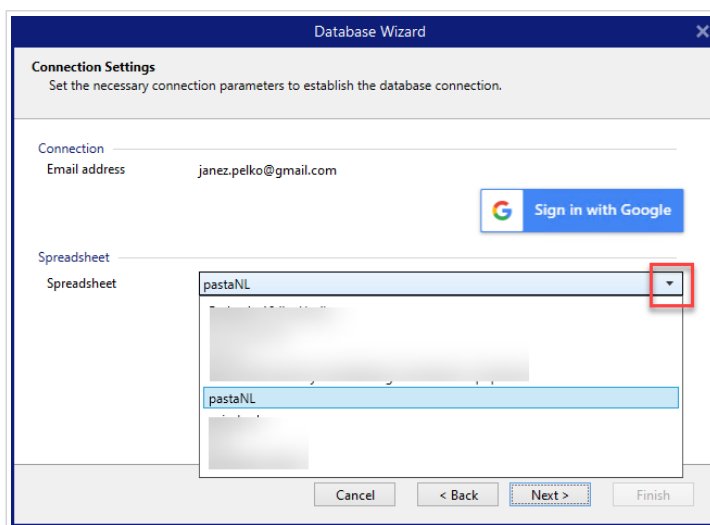 Database Wizard
Connection Settings
Set the necessary connection parameters to establish the database connection.
Connection
Email address janez.pelko@gmail.com
Sign in with Google
Spreadsheet
Spreadsheet pastaNL
pastaNL
Cancel < Back Next > Finish